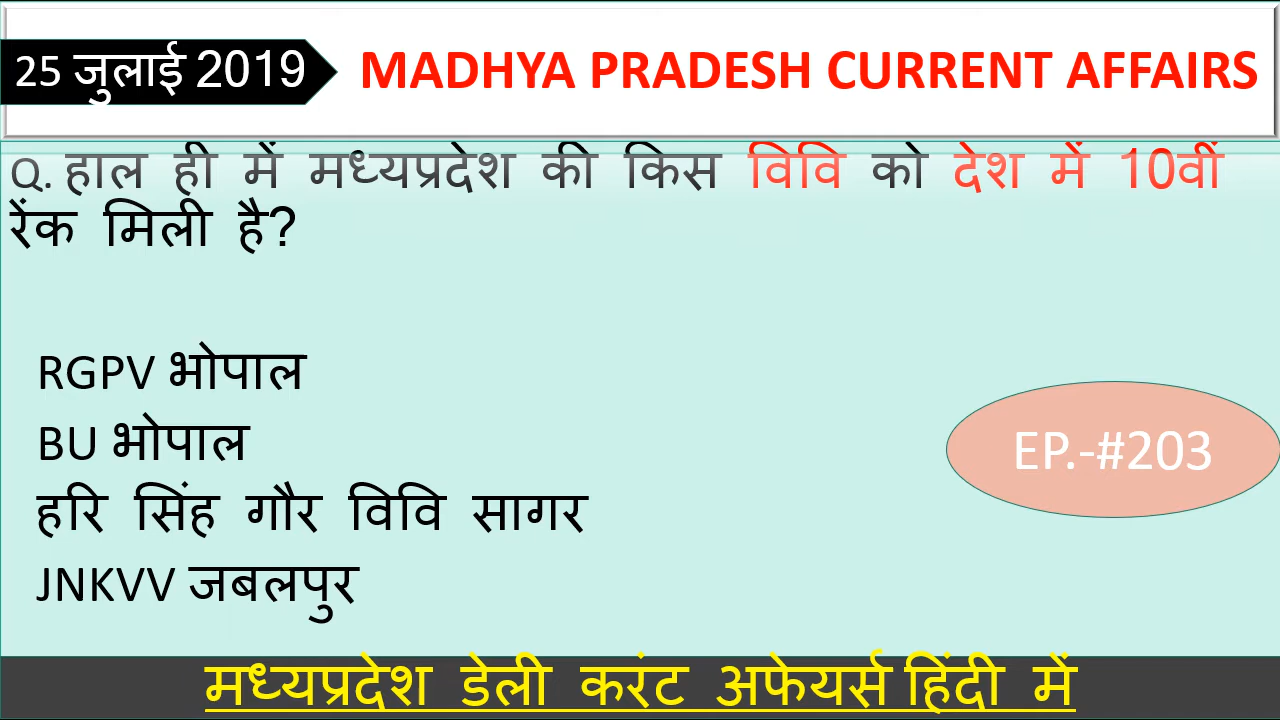 25 जुलाई 2019
MADHYA PRADESH CURRENT AFFAIRS
Q. हाल ही में मध्यप्रदेश की किस विवि को देश में 10वीं
रेंक मिली है?
RGPV भोपाल
BU भोपाल
हरि सिंह गौर विवि सागर
JNKVV जबलपुर
EP.-#203
मध्यप्रदेश डेली करंट अफेयर्स हिंदी में